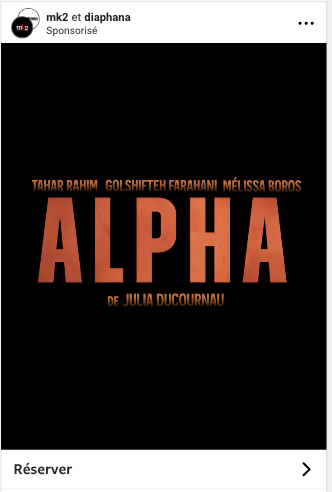 mk2 et diaphana
Sponsorisé
mk2
TAHAR RAHIM GOLSHIFTEH FARAHANI MÉLISSA BOROS
ALPHA
DE JULIA DUCOURNAU
Réserver